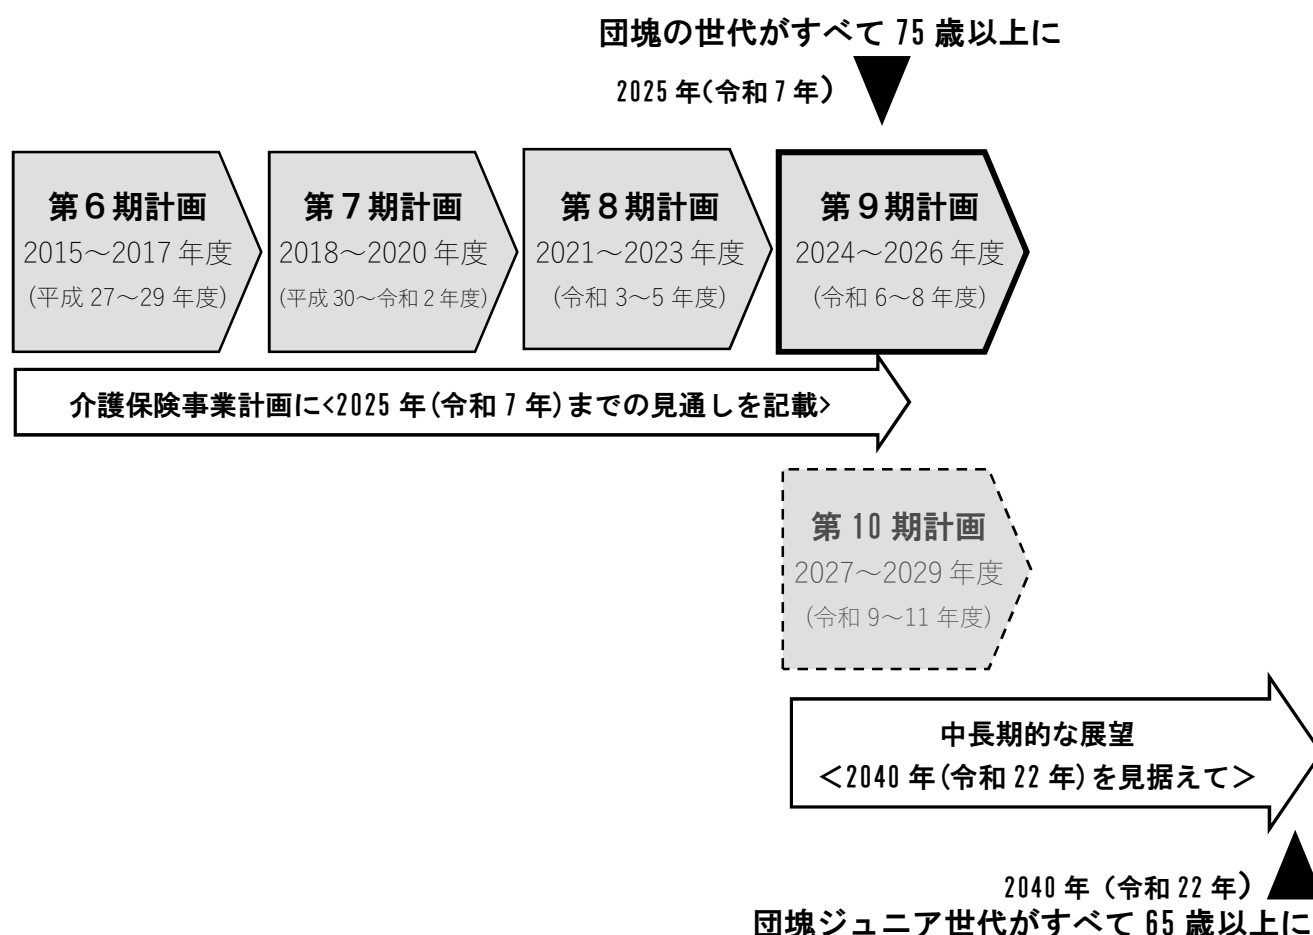 団塊の世代がすべて 75 歳以上に
2025 年(令和 7 年)
第6期計画
2015～2017 年度
(平成 27～29 年度)
第7期計画
2018～2020 年度
(平成 30～令和 2 年度)
第8期計画
2021～2023 年度
(令和 3～5 年度)
第9期計画
2024～2026 年度
(令和 6～8 年度)
介護保険事業計画に<2025 年(令和 7 年)までの見通しを記載>
第 10 期計画
2027～2029 年度
(令和 9～11 年度)
中長期的な展望
＜2040 年(令和 22 年)を見据えて＞
2040 年（令和 22 年）
団塊ジュニア世代がすべて 65 歳以上に